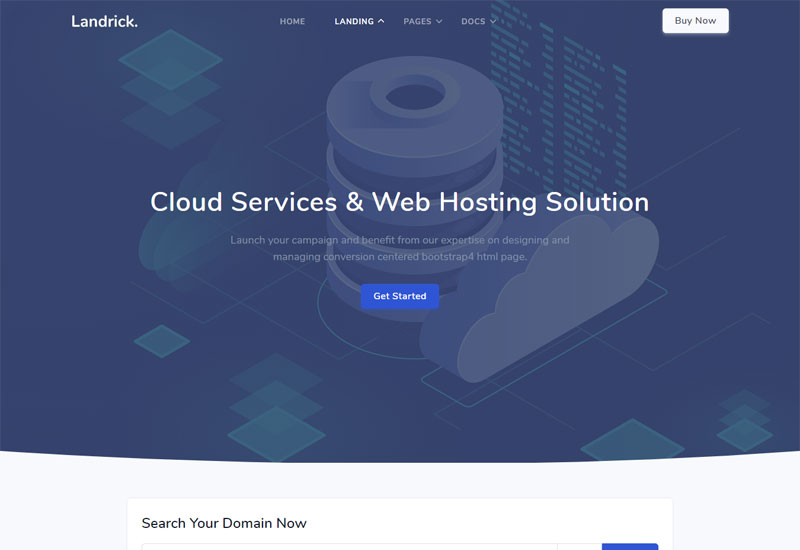 Landrick.
HOME
LANDING
PAGES
DOCS
Buy Now
Cloud Services & Web Hosting Solution
Launch your campaign and benefit from our expertise on designing and
managing conversion centered bootstrap4 html page.
Get Started
Search Your Domain Now